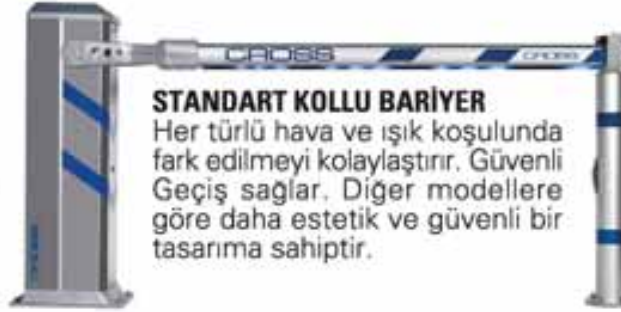 CROSS
CROSS
STANDART KOLLU BARİYER
Her türlü hava ve ışık koşulunda
fark edilmeyi kolaylaştırır. Güvenli
Geçiş sağlar. Diğer modellere
göre daha estetik ve güvenli bir
tasarıma sahiptir.